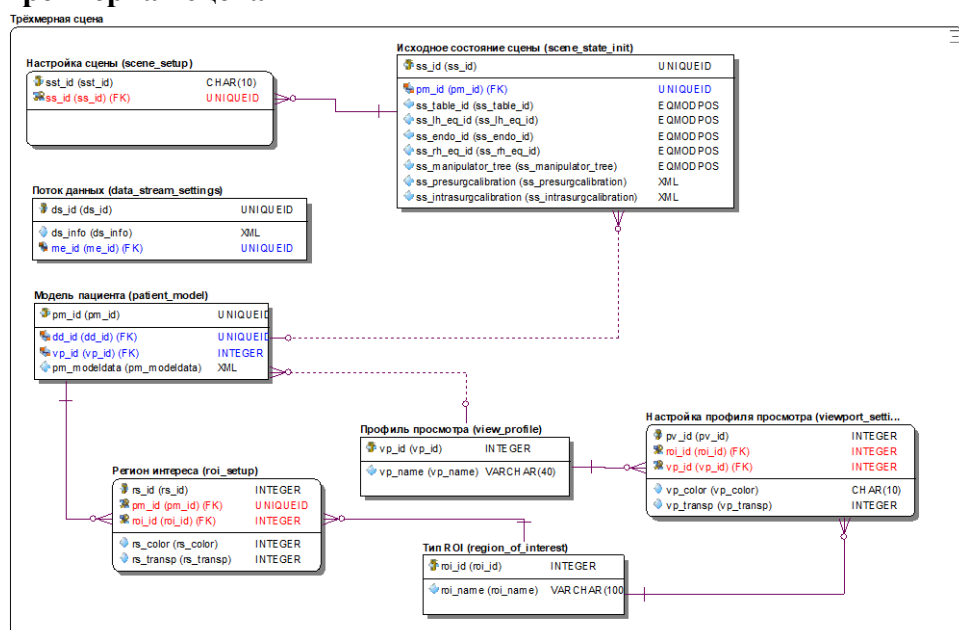 Трёхмерная сцена
Настройка сцены (scene_setup)
sst_id (sst_id) CHAR(10)
ss_id (ss_id) (FK) UNIQUEID
Исходное состояние сцены (scene_state_init)
ss_id (ss_id) UNIQUEID
pm_id (pm_id) (FK) UNIQUEID
ss_table_id (ss_table_id) EQMODPOS
ss_lh_eq_id (ss_lh_eq_id) EQMODPOS
ss_endo_id (ss_endo_id) EQMODPOS
ss_rh_eq_id (ss_rh_eq_id) EQMODPOS
ss_manipulator_tree (ss_manipulator_tree) EQMODPOS
ss_presurgcalibration (ss_presurgcalibration) XML
ss_intrasurgcalibration (ss_intrasurgcalibration) XML
Поток данных (data_stream_settings)
ds_id (ds_id) UNIQUEID
ds_info (ds_info) XML
me_id (me_id) (FK) UNIQUEID
Модель пациента (patient_model)
pm_id (pm_id) UNIQUEID
dd_id (dd_id) (FK) UNIQUEID
vp_id (vp_id) (FK) INTEGER
pm_modeldata (pm_modeldata) XML
Профиль просмотра (view_profile)
vp_id (vp_id) INTEGER
vp_name (vp_name) VARCHAR(40)
Настройка профиля просмотра (viewport_setti...
pv_id (pv_id) INTEGER
roi_id (roi_id) (FK) INTEGER
vp_id (vp_id) (FK) INTEGER
vp_color (vp_color) CHAR(10)
vp_transp (vp_transp) INTEGER
Регион интереса (roi_setup)
rs_id (rs_id) INTEGER
pm_id (pm_id) (FK) UNIQUEID
roi_id (roi_id) (FK) INTEGER
rs_color (rs_color) INTEGER
rs_transp (rs_transp) INTEGER
Тип ROI (region_of_interest)
roi_id (roi_id) INTEGER
roi_name (roi_name) VARCHAR(100